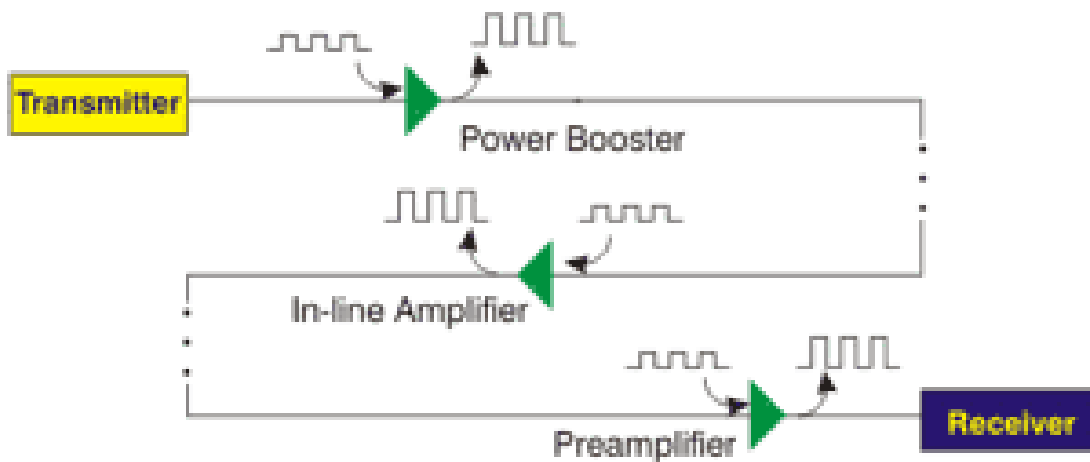 Transmitter
Power Booster
In-line Amplifier
Preamplifier
Receiver